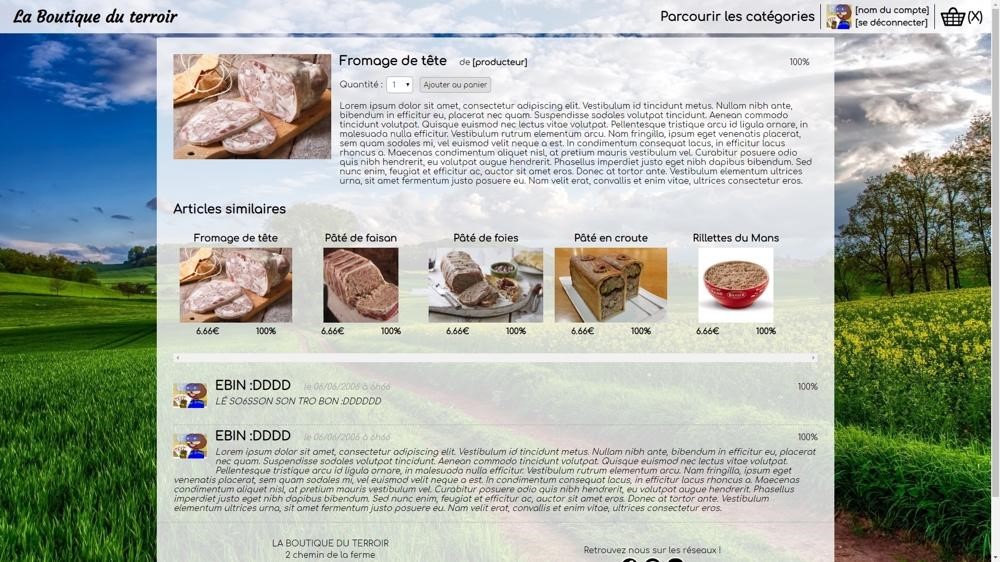 La Boutique du terroir
Parcourir les catégories
[nom du compte]
[se déconnecter]
(X)
Fromage de tête de [producteur] 100%
Quantité : 1 Ajouter au panier
Lorem ipsum dolor sit amet, consectetur adipiscing elit. Vestibulum id tincidunt metus. Nullam nibh ante,
bibendum in efficitur eu, placerat nec quam. Suspendisse sodales volutpat tincidunt. Aenean commodo
tincidunt volutpat. Quisque euismod nec lectus vitae volutpat. Pellentesque tristique arcu id ligula ornare, in
malesuada nulla efficitur. Vestibulum rutrum elementum arcu. Nam fringilla, ipsum eget venenatis placerat,
sem quam sodales mi, vel euismod velit neque a est. In condimentum consequat lacus, in efficitur lacus
rhoncus a. Maecenas condimentum aliquet nisl, at pretium mauris vestibulum vel. Curabitur posuere odio
quis nibh hendrerit, eu volutpat augue hendrerit. Phasellus imperdiet justo eget nibh dapibus bibendum. Sed
nunc enim, feugiat et efficitur ac, auctor sit amet eros. Donec at tortor ante. Vestibulum elementum ultrices
urna, sit amet fermentum justo posuere eu. Nam velit erat, convallis et enim vitae, ultrices consectetur eros.
Articles similaires
Fromage de tête Pâté de faisan Pâté de foies Pâté en croute Rillettes du Mans
6.66€ 100% 6.66€ 100% 6.66€ 100% 6.66€ 100% 6.66€ 100%
EBIN :DDDD le 06/06/2006 à 6h66 100%
LÉ SO6SSON SON TRO BON :DDDDDD
EBIN :DDDD le 06/06/2006 à 6h66 100%
Lorem ipsum dolor sit amet, consectetur adipiscing elit. Vestibulum id tincidunt metus. Nullam nibh ante, bibendum in efficitur eu, placerat
nec quam. Suspendisse sodales volutpat tincidunt. Aenean commodo tincidunt volutpat. Quisque euismod nec lectus vitae volutpat.
Pellentesque tristique arcu id ligula ornare, in malesuada nulla efficitur. Vestibulum rutrum elementum arcu. Nam fringilla, ipsum eget
venenatis placerat, sem quam sodales mi, vel euismod velit neque a est. In condimentum consequat lacus, in efficitur lacus rhoncus a. Maecenas
condimentum aliquet nisl, at pretium mauris vestibulum vel. Curabitur posuere odio quis nibh hendrerit, eu volutpat augue hendrerit. Phasellus
imperdiet justo eget nibh dapibus bibendum. Sed nunc enim, feugiat et efficitur ac, auctor sit amet eros. Donec at tortor ante. Vestibulum
elementum ultrices urna, sit amet fermentum justo posuere eu. Nam velit erat, convallis et enim vitae, ultrices consectetur eros.
LA BOUTIQUE DU TERROIR
2 chemin de la ferme
Retrouvez nous sur les réseaux !